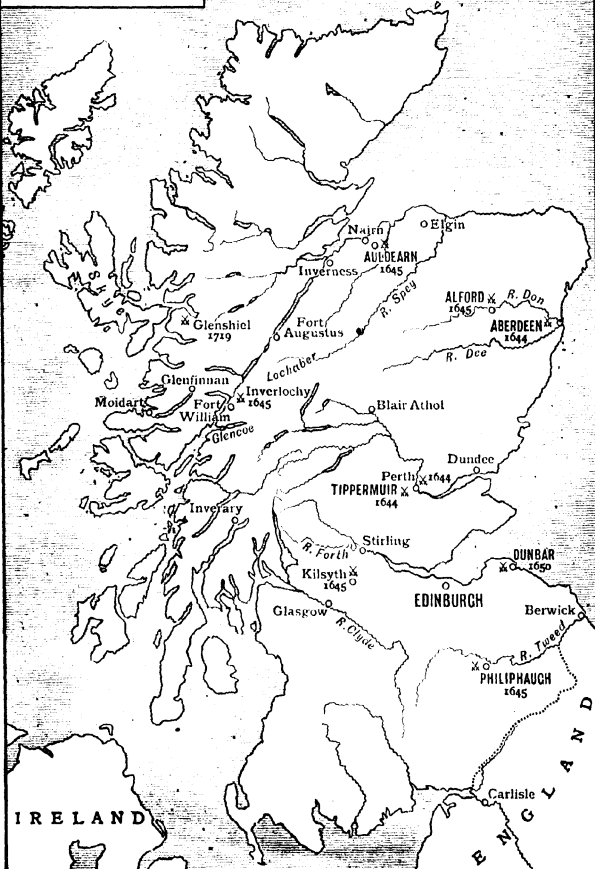 Elgin
Nairn
AULDEARN
1645
Inverness
Skye
R. Spey
ALFORD
1645
R. Don
ABERDEEN
1644
Glenshiel
1719
Fort
Augustus
R. Dee
Lochaber
Glenfinnan
Inverlochy
1645
Moidart
Fort
William
Blair Athol
Glencoe
Dundee
Perth
1644
TIPPERMUIR
1644
Inverary
Stirling
R. Forth
DUNBAR
1650
Kilsyth
1645
EDINBURGH
Glasgow
Berwick
R. Clyde
R. Tweed
PHILIPHAUGH
1645
Carlisle
IRELAND
ENGLAND